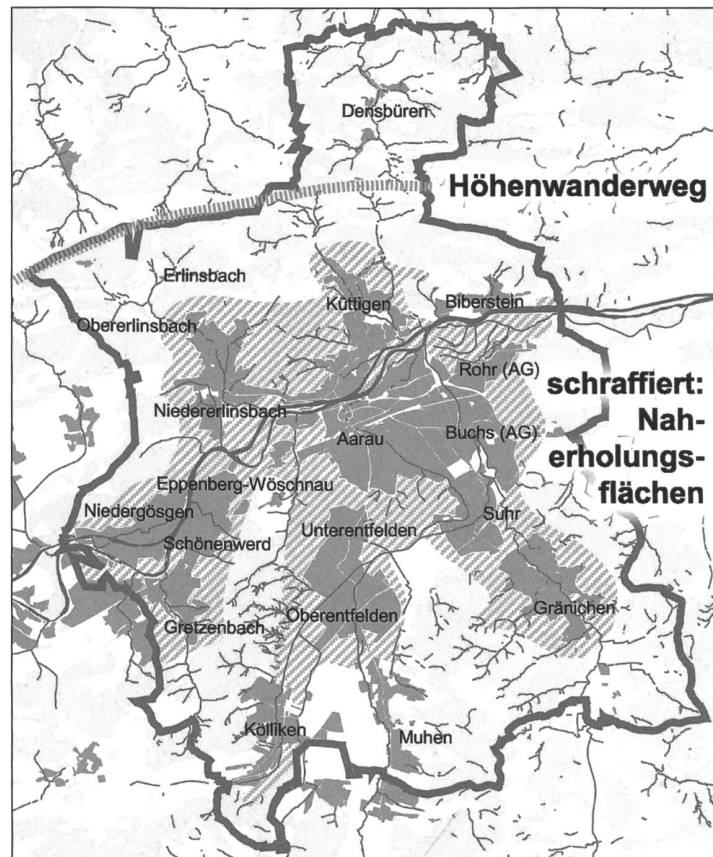 Densbüren
Höhenwanderweg
Erlinsbach
Küttigen
Biberstein
Obererlinsbach
Rohr (AG)
schraffiert:
Nah-
erholungs-
flächen
Niedererlinsbach
Aarau
Buchs (AG)
Eppenberg-Wöschnau
Niedergösgen
Suhr
Unterentfelden
Schönenwerd
Gränichen
Oberentfelden
Gretzenbach
Kölliken
Muhen